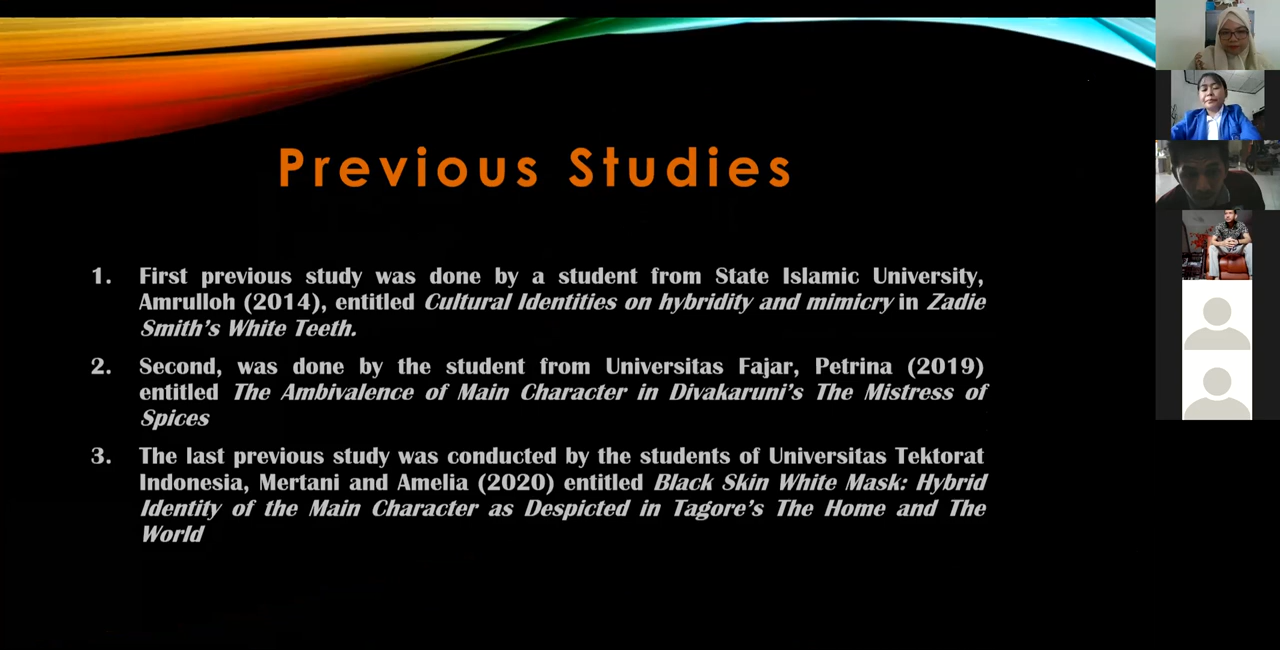 Previous Studies
1. First previous study was done by a student from State Islamic University,
Amrulloh (2014), entitled Cultural Identities on hybridity and mimicry in Zadie
Smith's White Teeth.
2. Second, was done by the student from Universitas Fajar, Petrina (2019)
entitled The Ambivalence of Main Character in Divakaruni's The Mistress of
Spices
3. The last previous study was conducted by the students of Universitas Tektorat
Indonesia, Mertani and Amelia (2020) entitled Black Skin White Mask: Hybrid
Identity of the Main Character as Despicted in Tagore's The Home and The
World